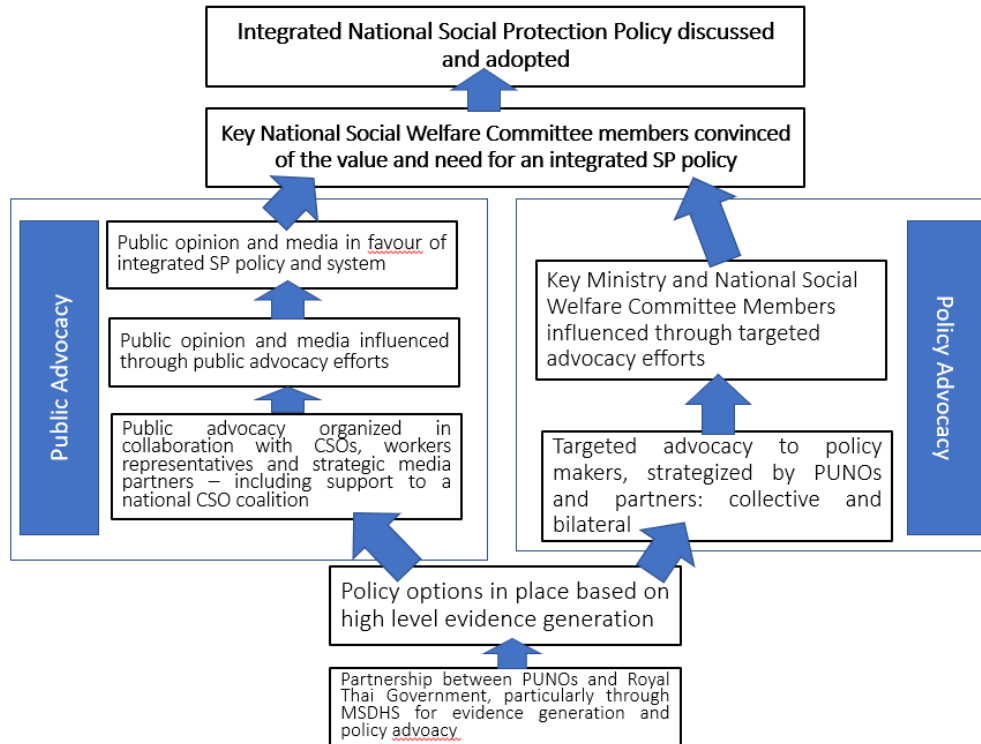 Integrated National Social Protection Policy discussed
and adopted
Key National Social Welfare Committee members convinced
of the value and need for an integrated SP policy
Public Advocacy
Public opinion and media in favour of
integrated SP policy and system
Public opinion and media influenced
through public advocacy efforts
Public advocacy organized in
collaboration with CSOs, workers
representatives and strategic media
partners – including support to a
national CSO coalition
Key Ministry and National Social
Welfare Committee Members
influenced through targeted
advocacy efforts
Targeted advocacy to policy
makers, strategized by PUNOs
and partners: collective and
bilateral
Policy Advocacy
Policy options in place based on
high level evidence generation
Partnership between PUNOs and Royal
Thai Government, particularly through
MSDHS for evidence generation and
policy advoacy